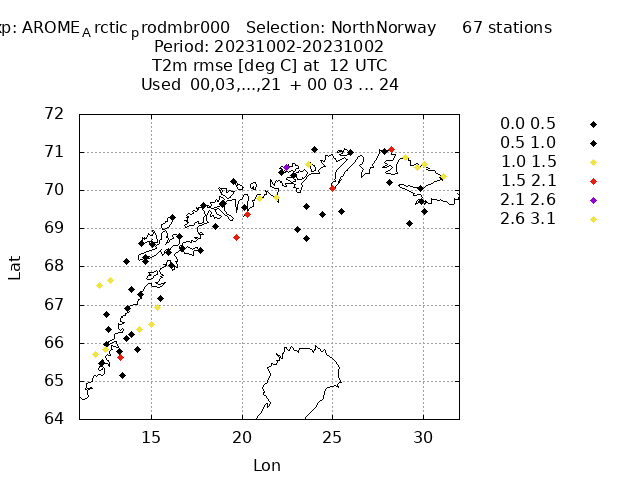 xp: AROME_Arctic_prodmbr000 Selection: NorthNorway 67 stations
Period: 20231002-20231002
T2m rmse [deg C] at 12 UTC
Used 00,03,...,21 + 00 03 ... 24
0.0 0.5
0.5 1.0
1.0 1.5
1.5 2.1
2.1 2.6
2.6 3.1
72
71
70
69
68
67
66
65
64
Lat
15 20 25 30
Lon